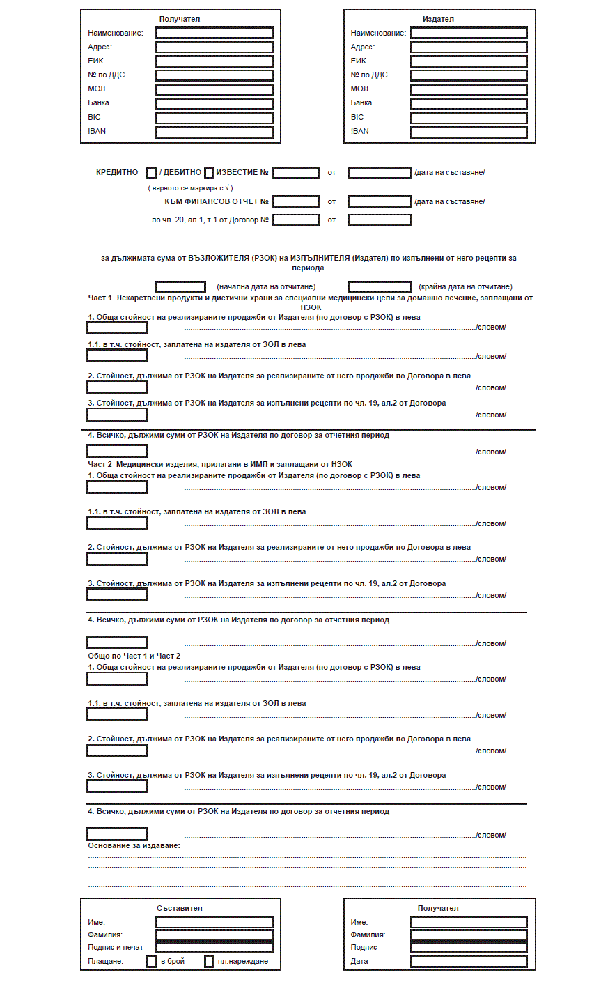 Получател
Наименование:
Адрес:
ЕИК
№ по ДДС
МОЛ
Банка
BIC
IBAN
Издател
Наименование:
Адрес:
ЕИК
№ по ДДС
МОЛ
Банка
BIC
IBAN
КРЕДИТНО / ДЕБИТНО ИЗВЕСТИЕ № от /дата на съставяне/
( вярното се маркира с √ )
КЪМ ФИНАНСОВ ОТЧЕТ № от /дата на съставяне/
по чл. 20, ал.1, т.1 от Договор № от
за дължимата сума от ВЪЗЛОЖИТЕЛЯ (РЗОК) на ИЗПЪЛНИТЕЛЯ (Издател) по изпълнени от него рецепти за
периода
(начална дата на отчитане) (крайна дата на отчитане)
Част 1 Лекарствени продукти и диетични храни за специални медицински цели за домашно лечение, заплащани от
НЗОК
1. Обща стойност на реализираните продажби от Издателя (по договор с РЗОК) в лева
/словом/
1.1. в т.ч. стойност, заплатена на издателя от ЗОЛ в лева
/словом/
2. Стойност, дължима от РЗОК на Издателя за реализираните от него продажби по Договора в лева
/словом/
3. Стойност, дължима от РЗОК на Издателя за изпълнени рецепти по чл. 19, ал.2 от Договора
/словом/
4. Всичко, дължими суми от РЗОК на Издателя по договор за отчетния период
/словом/
Част 2 Медицински изделия, прилагани в ИМП и заплащани от НЗОК
1. Обща стойност на реализираните продажби от Издателя (по договор с РЗОК) в лева
/словом/
1.1. в т.ч. стойност, заплатена на издателя от ЗОЛ в лева
/словом/
2. Стойност, дължима от РЗОК на Издателя за реализираните от него продажби по Договора в лева
/словом/
3. Стойност, дължима от РЗОК на Издателя за изпълнени рецепти по чл. 19, ал.2 от Договора
/словом/
4. Всичко, дължими суми от РЗОК на Издателя по договор за отчетния период
/словом/
Общо по Част 1 и Част 2
1. Обща стойност на реализираните продажби от Издателя (по договор с РЗОК) в лева
/словом/
1.1. в т.ч. стойност, заплатена на издателя от ЗОЛ в лева
/словом/
2. Стойност, дължима от РЗОК на Издателя за реализираните от него продажби по Договора в лева
/словом/
3. Стойност, дължима от РЗОК на Издателя за изпълнени рецепти по чл. 19, ал.2 от Договора
/словом/
4. Всичко, дължими суми от РЗОК на Издателя по договор за отчетния период
/словом/
Основание за издаване:
Съставител
Име:
Фамилия:
Подпис и печат
Плащане: в брой пл.нареждане
Получател
Име:
Фамилия:
Подпис
Дата